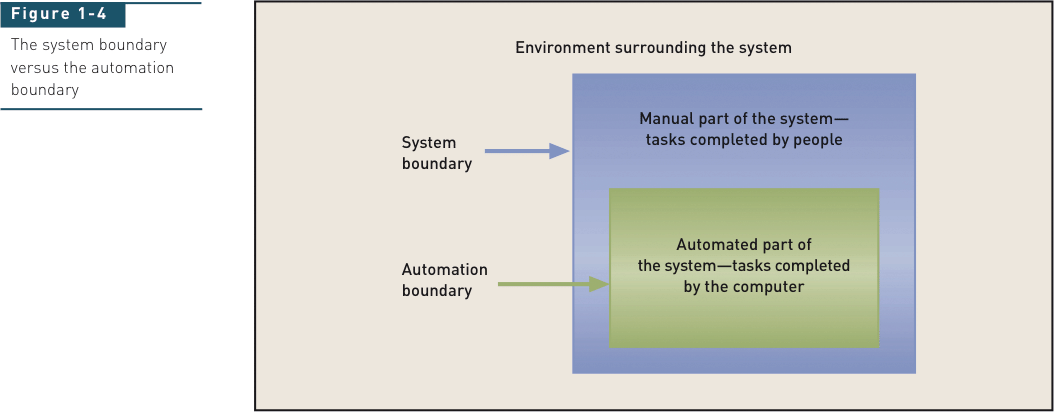 Figure 1-4
The system boundary
versus the automation
boundary
Environment surrounding the system
Manual part of the system—
tasks completed by people
System
boundary
Automated part of
the system—tasks completed
by the computer
Automation
boundary